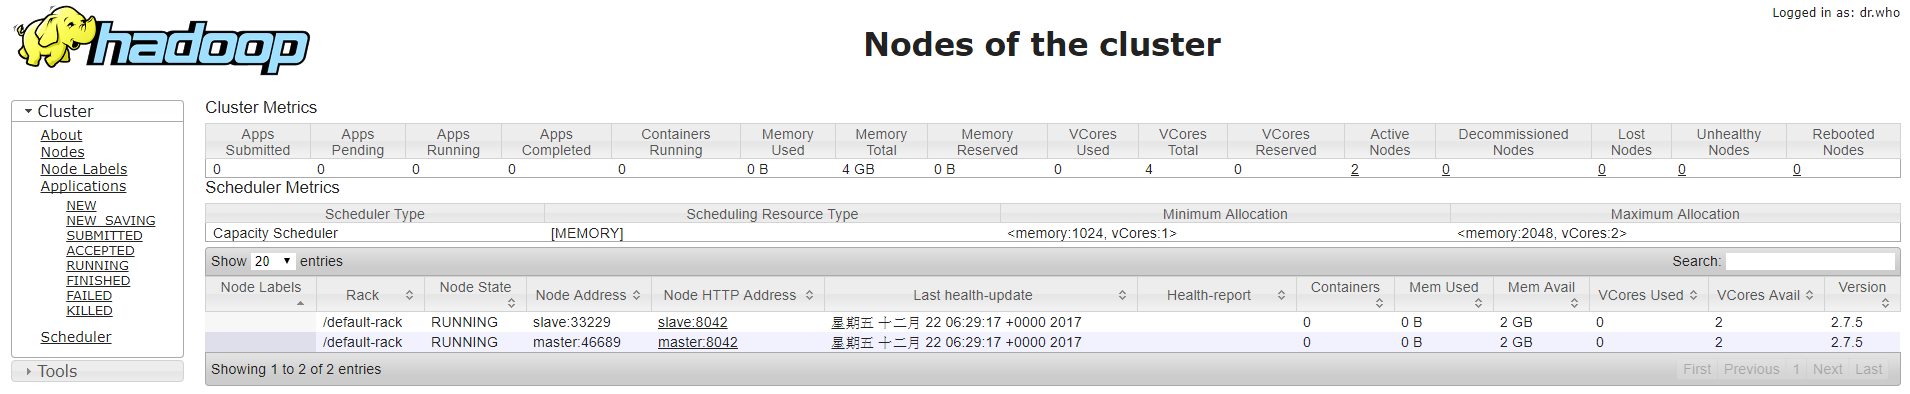 Logged in as: dr.who
hadoop
Nodes of the cluster
Cluster
About
Nodes
Node Labels
Applications
NEW
NEW_SAVING
SUBMITTED
ACCEPTED
RUNNING
FINISHED
FAILED
KILLED
Scheduler
Tools
Cluster Metrics
Apps Submitted Apps Pending Apps Running Apps Completed Containers Running Memory Used Memory Total Memory Reserved VCores Used VCores Total VCores Reserved Active Nodes Decommissioned Nodes Lost Nodes Unhealthy Nodes Rebooted Nodes
0 0 0 0 0 0 B 4 GB 0 B 0 4 0 2 0 0 0 0
Scheduler Metrics
Scheduler Type Scheduling Resource Type Minimum Allocation Maximum Allocation
Capacity Scheduler [MEMORY] <memory:1024, vCores:1> <memory:2048, vCores:2>
Show 20 entries Search:
Node Labels Rack Node State Node Address Node HTTP Address Last health-update Health-report Containers Mem Used Mem Avail VCores Used VCores Avail Version
/default-rack RUNNING slave:33229 slave:8042 星期五 十二月 22 06:29:17 +0000 2017 0 0 B 2 GB 0 2 2.7.5
/default-rack RUNNING master:46689 master:8042 星期五 十二月 22 06:29:17 +0000 2017 0 0 B 2 GB 0 2 2.7.5
Showing 1 to 2 of 2 entries First Previous 1 Next Last